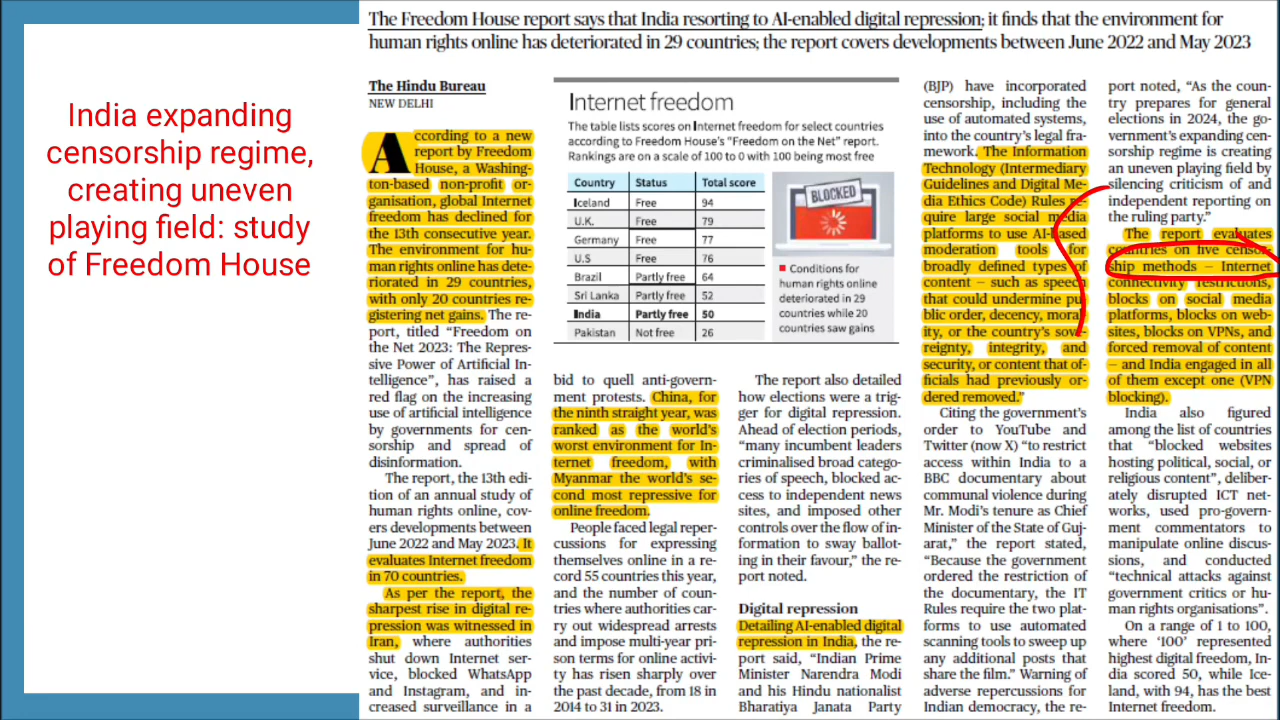 India expanding
censorship regime,
creating uneven
playing field: study
of Freedom House
The Freedom House report says that India resorting to AI-enabled digital repression; it finds that the environment for
human rights online has deteriorated in 29 countries; the report covers developments between June 2022 and May 2023
The Hindu Bureau
NEW DELHI
According to a new
report by Freedom
House, a Washing-
ton-based non-profit or-
ganisation, global Internet
freedom has declined for
the 13th consecutive year.
The environment for hu-
man rights online has dete-
riorated in 29 countries,
with only 20 countries re-
gistering net gains. The re-
port, titled “Freedom on
the Net 2023: The Repres-
sive Power of Artificial In-
telligence”, has raised a
red flag on the increasing
use of artificial intelligence
by governments for cen-
sorship and spread of
disinformation.
The report, the 13th edi-
tion of an annual study of
human rights online, cov-
ers developments between
June 2022 and May 2023. It
evaluates Internet freedom
in 70 countries.
As per the report, the
sharpest rise in digital re-
pression was witnessed in
Iran, where authorities
shut down Internet ser-
vice, blocked WhatsApp
and Instagram, and in-
creased surveillance in a
Internet freedom
The table lists scores on Internet freedom for select countries
according to Freedom House’s “Freedom on the Net” report.
Rankings are on a scale of 100 to 0 with 100 being most free
Country Status Total score
Iceland Free 94
U.K. Free 79
Germany Free 77
U.S Free 76
Brazil Partly free 64
Sri Lanka Partly free 52
India Partly free 50
Pakistan Not free 26
BLOCKED
Conditions for
human rights online
deteriorated in 29
countries while 20
countries saw gains
bid to quell anti-govern-
ment protests. China, for
the ninth straight year, was
ranked as the world’s
worst environment for In-
ternet freedom, with
Myanmar the world’s se-
cond most repressive for
online freedom.
People faced legal reper-
cussions for expressing
themselves online in a re-
cord 55 countries this year,
and the number of coun-
tries where authorities car-
ry out widespread arrests
and impose multi-year pri-
son terms for online activi-
ty has risen sharply over
the past decade, from 18 in
2014 to 31 in 2023.
The report also detailed
how elections were a trig-
ger for digital repression.
Ahead of election periods,
“many incumbent leaders
criminalised broad catego-
ries of speech, blocked ac-
cess to independent news
sites, and imposed other
controls over the flow of in-
formation to sway ballot-
ing in their favour,” the re-
port noted.
Digital repression
Detailing AI-enabled digital
repression in India, the re-
port said, “Indian Prime
Minister Narendra Modi
and his Hindu nationalist
Bharatiya Janata Party
(BJP) have incorporated
censorship, including the
use of automated systems,
into the country’s legal fra-
mework. The Information
Technology (Intermediary
Guidelines and Digital Me-
dia Ethics Code) Rules re-
quire large social media
platforms to use AI-based
moderation tools for
broadly defined types of
content – such as speech
that could undermine pu-
blic order, decency, moral-
ity, or the country’s sove-
reignty, integrity, and
security, or content that of-
ficials had previously or-
dered removed.”
Citing the government’s
order to YouTube and
Twitter (now X) “to restrict
access within India to a
BBC documentary about
communal violence during
Mr. Modi’s tenure as Chief
Minister of the State of Guj-
arat,” the report stated,
“Because the government
ordered the restriction of
the documentary, the IT
Rules require the two plat-
forms to use automated
scanning tools to sweep up
any additional posts that
share the film.” Warning of
adverse repercussions for
Indian democracy, the re-
port noted, “As the coun-
try prepares for general
elections in 2024, the go-
vernment’s expanding cen-
sorship regime is creating
an uneven playing field by
silencing criticism of and
independent reporting on
the ruling party.”
The report evaluates
countries on five censor-
ship methods – Internet
connectivity restrictions,
blocks on social media
platforms, blocks on web-
sites, blocks on VPNs, and
forced removal of content
– and India engaged in all
of them except one (VPN
blocking).
India also figured
among the list of countries
that “blocked websites
hosting political, social, or
religious content”, deliber-
ately disrupted ICT net-
works, used pro-govern-
ment commentators to
manipulate online discus-
sions, and conducted
“technical attacks against
government critics or hu-
man rights organisations”.
On a range of 1 to 100,
where ‘100’ represented
highest digital freedom, In-
dia scored 50, while Ice-
land, with 94, has the best
Internet freedom.